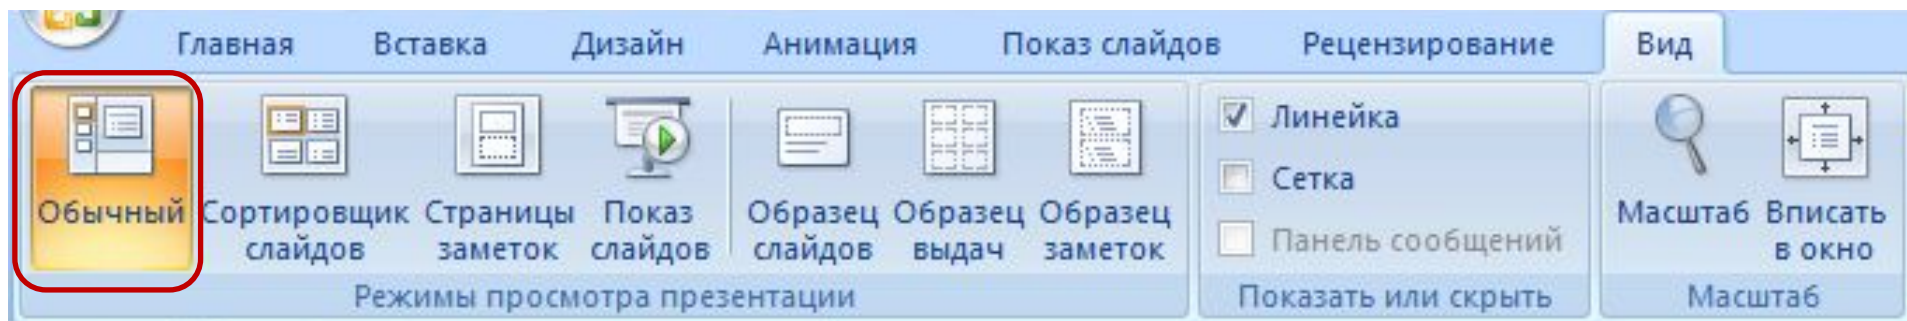 Главная Вставка Дизайн Анимация Показ слайдов Рецензирование Вид
Обычный
Сортировщик
слайдов
Страницы
заметок
Показ
слайдов
Образец
слайдов
Образец
выдач
Образец
заметок
Режимы просмотра презентации
Линейка
Сетка
Панель сообщений
Показать или скрыть
Масштаб
Вписать
в окно
Масштаб